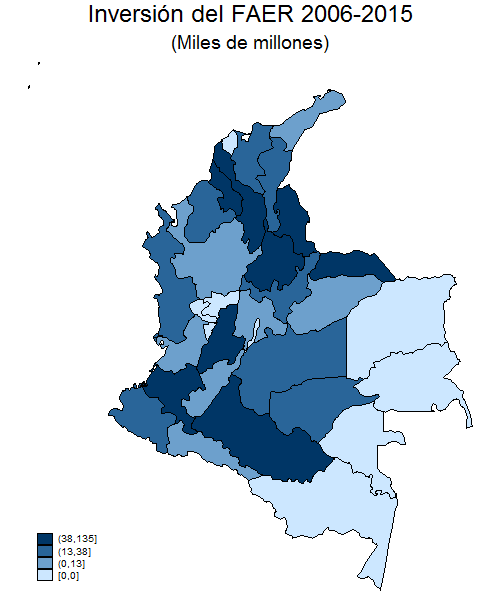 Inversión del FAER 2006-2015
(Miles de millones)
(38,135]
(13,38]
(0,13]
[0,0]